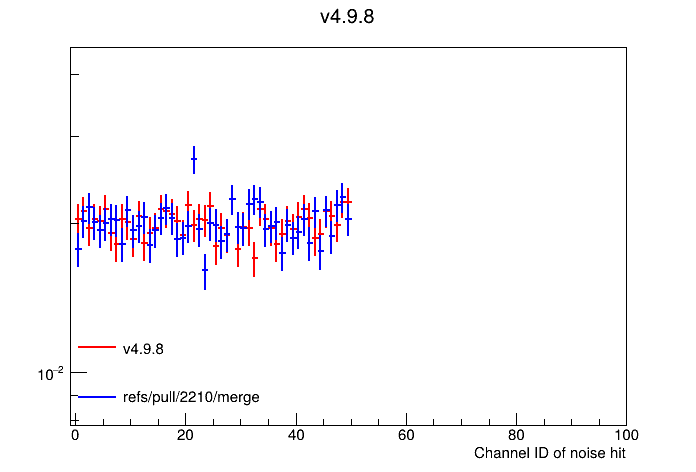 v4.9.8
v4.9.8
10⁻²
refs/pull/2210/merge
0 20 40 60 80 100
Channel ID of noise hit